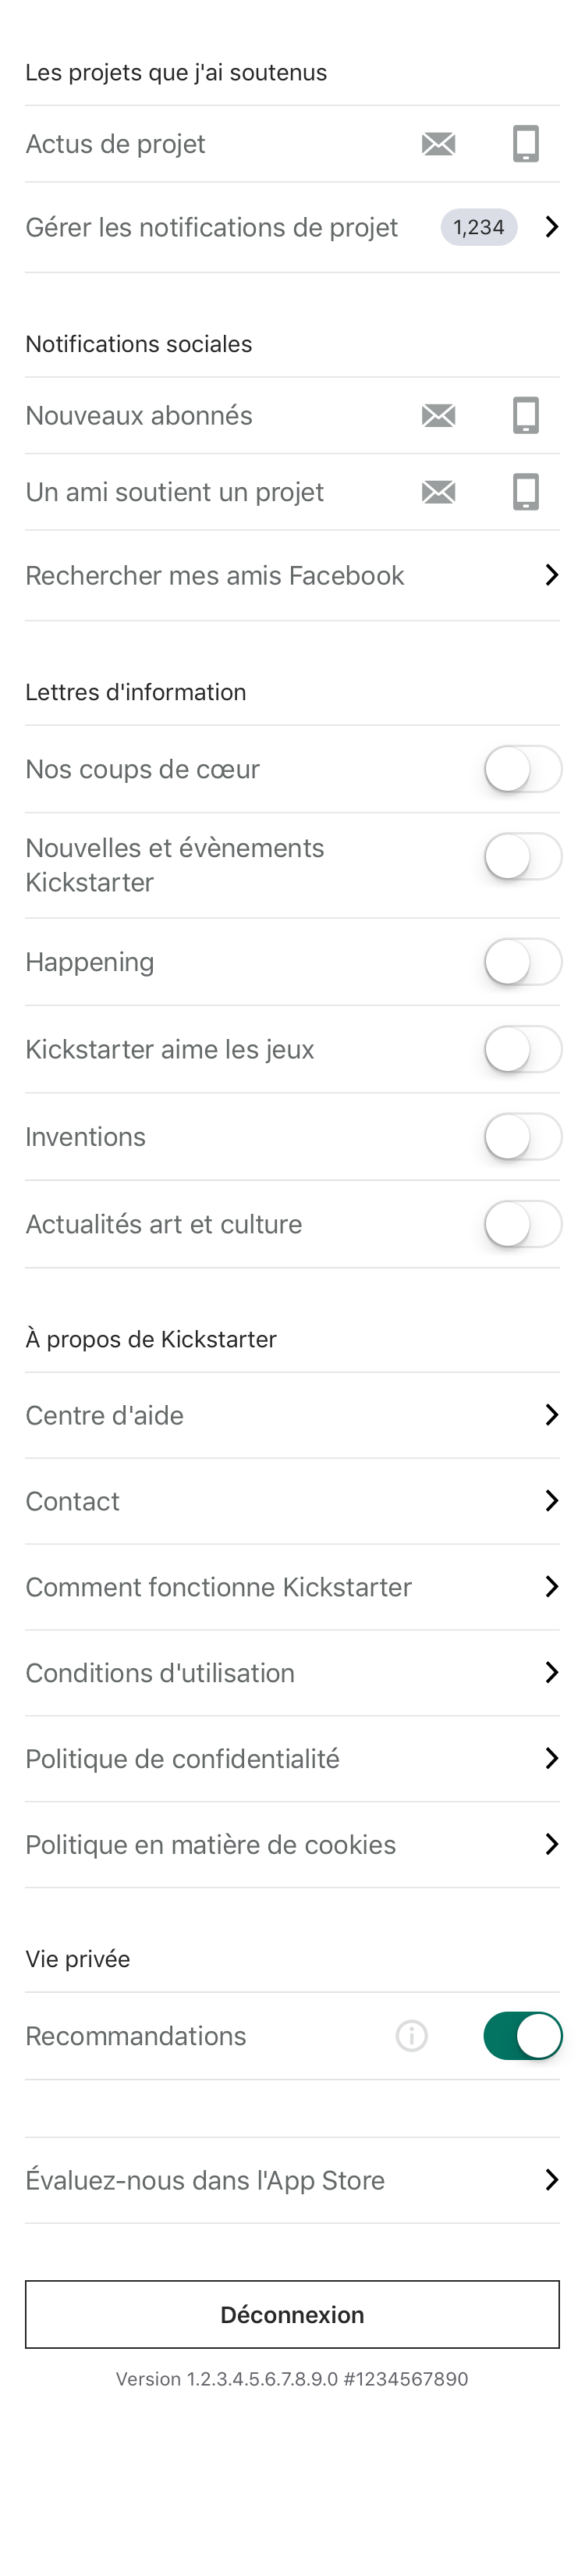 Les projets que j'ai soutenus
Actus de projet
Gérer les notifications de projet 1,234
Notifications sociales
Nouveaux abonnés
Un ami soutient un projet
Rechercher mes amis Facebook
Lettres d'information
Nos coups de cœur
Nouvelles et évènements
Kickstarter
Happening
Kickstarter aime les jeux
Inventions
Actualités art et culture
À propos de Kickstarter
Centre d'aide
Contact
Comment fonctionne Kickstarter
Conditions d'utilisation
Politique de confidentialité
Politique en matière de cookies
Vie privée
Recommandations
Évaluez-nous dans l'App Store
Déconnexion
Version 1.2.3.4.5.6.7.8.9.0 #1234567890